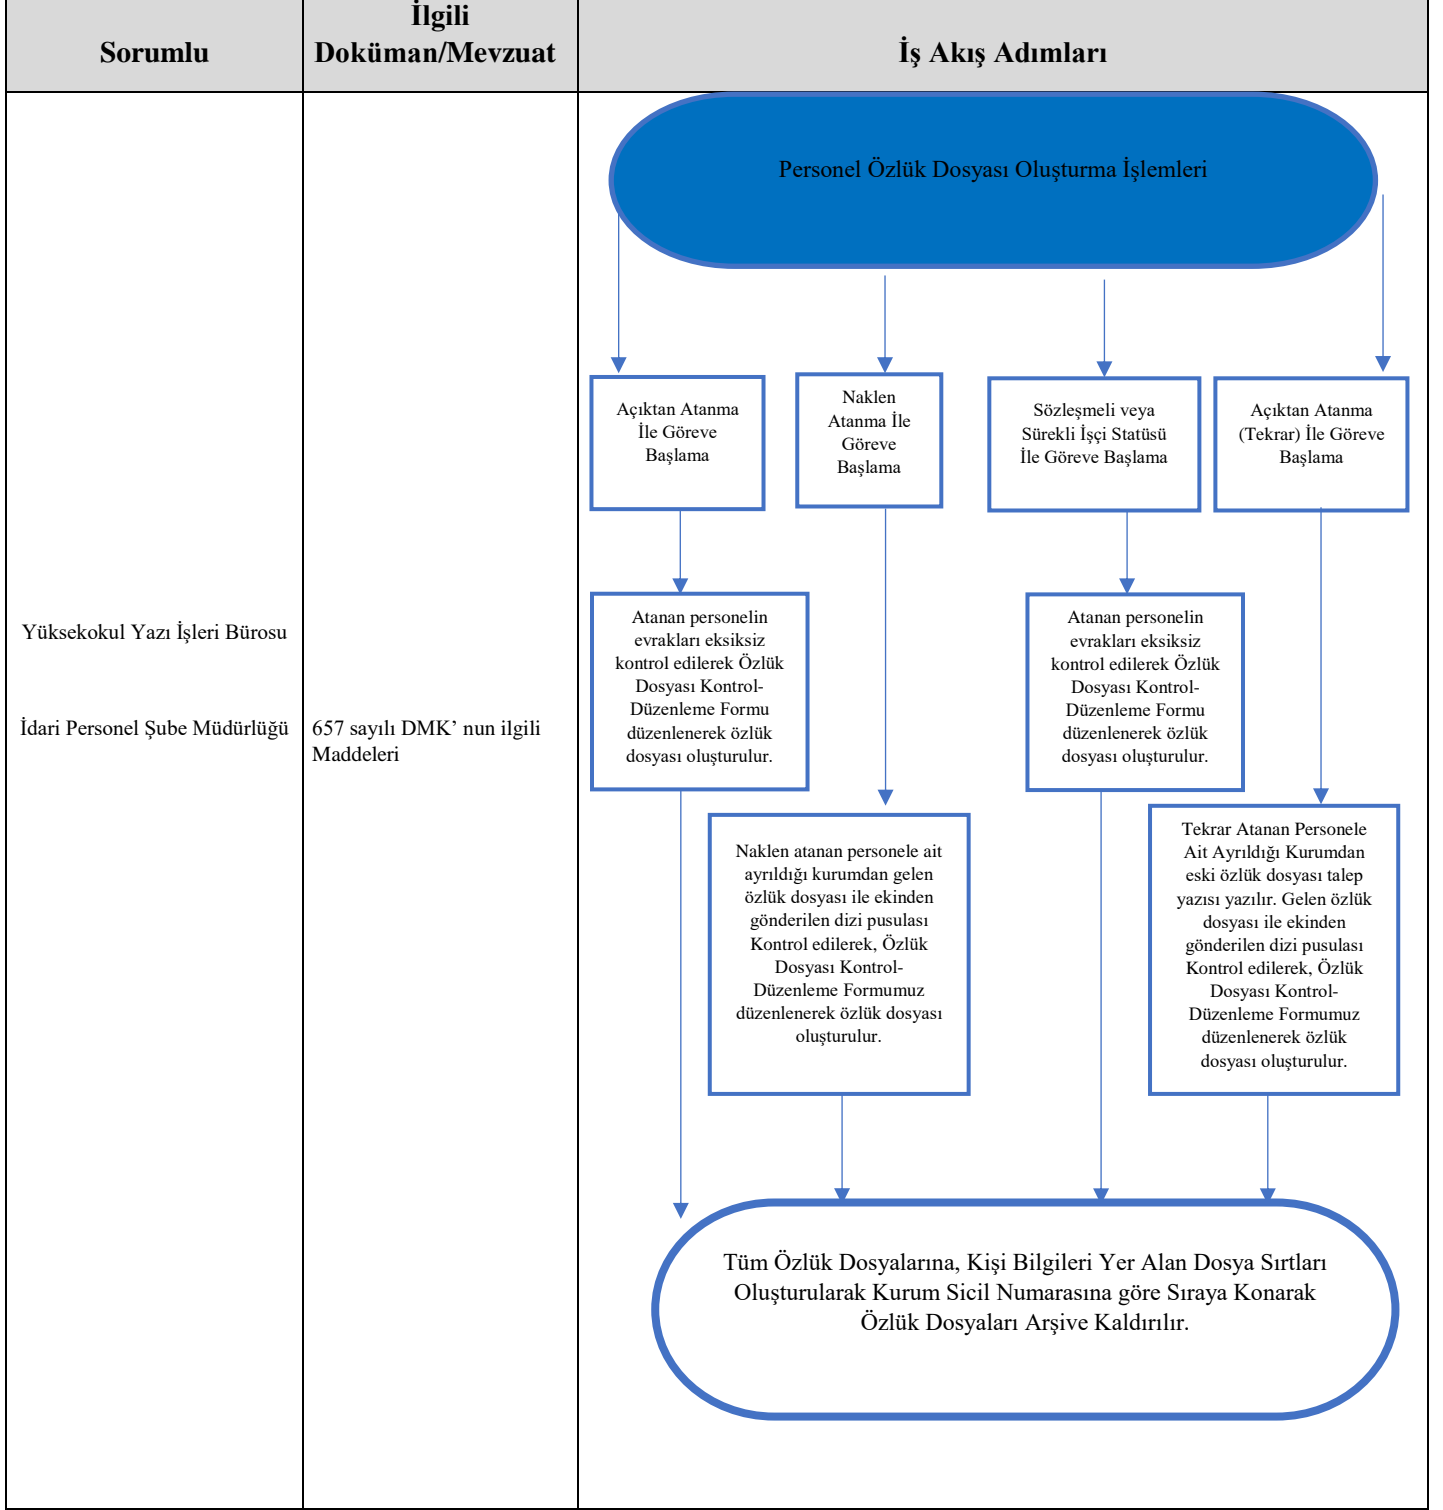 Sorumlu
İlgili
Doküman/Mevzuat
İş Akış Adımları
Yüksekokul Yazı İşleri Bürosu
İdari Personel Şube Müdürlüğü
657 sayılı DMK’ nun ilgili
Maddeleri
Personel Özlük Dosyası Oluşturma İşlemleri
Açıktan Atanma
İle Göreve
Başlama
Naklen
Atanma İle
Göreve
Başlama
Sözleşmeli veya
Sürekli İşçi Statüsü
İle Göreve Başlama
Açıktan Atanma
(Tekrar) İle Göreve
Başlama
Atanan personelin
evrakları eksiksiz
kontrol edilerek Özlük
Dosyası Kontrol-
Düzenleme Formu
düzenlenerek özlük
dosyası oluşturulur.
Atanan personelin
evrakları eksiksiz
kontrol edilerek Özlük
Dosyası Kontrol-
Düzenleme Formu
düzenlenerek özlük
dosyası oluşturulur.
Naklen atanan personele ait
ayrıldığı kurumdan gelen
özlük dosyası ile ekinden
gönderilen dizi pusulası
Kontrol edilerek, Özlük
Dosyası Kontrol-
Düzenleme Formumuz
düzenlenerek özlük dosyası
oluşturulur.
Tekrar Atanan Personele
Ait Ayrıldığı Kurumdan
eski özlük dosyası talep
yazısı yazılır. Gelen özlük
dosyası ile ekinden
gönderilen dizi pusulası
Kontrol edilerek, Özlük
Dosyası Kontrol-
Düzenleme Formumuz
düzenlenerek özlük
dosyası oluşturulur.
Tüm Özlük Dosyalarına, Kişi Bilgileri Yer Alan Dosya Sırtları
Oluşturularak Kurum Sicil Numarasına göre Sıraya Konarak
Özlük Dosyaları Arşive Kaldırılır.